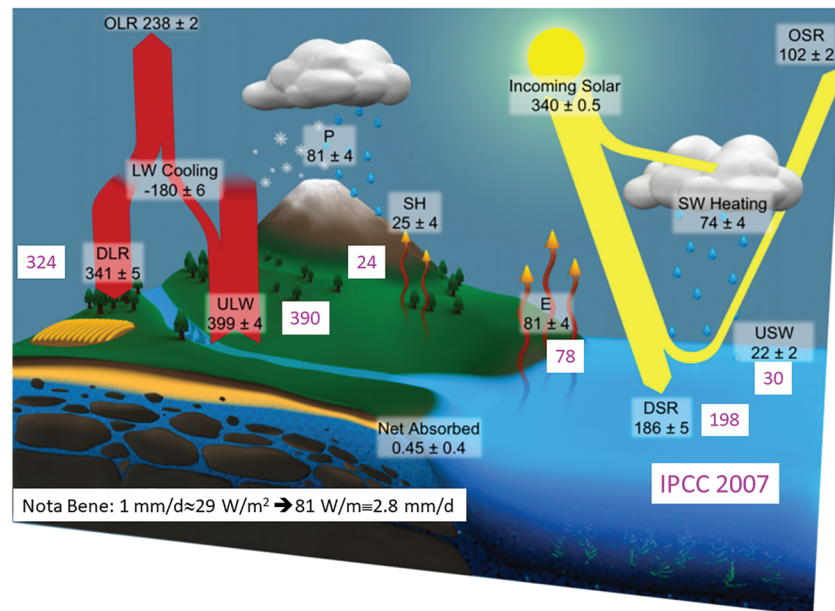 OLR 238 ± 2
OSR
102 ± 2
Incoming Solar
340 ± 0.5
P
81 ± 4
LW Cooling
-180 ± 6
SH
25 ± 4
SW Heating
74 ± 4
324
DLR
341 ± 5
24
ULW
399 ± 4
390
E
81 ± 4
78
USW
22 ± 2
30
DSR
186 ± 5
198
Net Absorbed
0.45 ± 0.4
IPCC 2007
Nota Bene: 1 mm/d≈29 W/m² ➔81 W/m≡2.8 mm/d